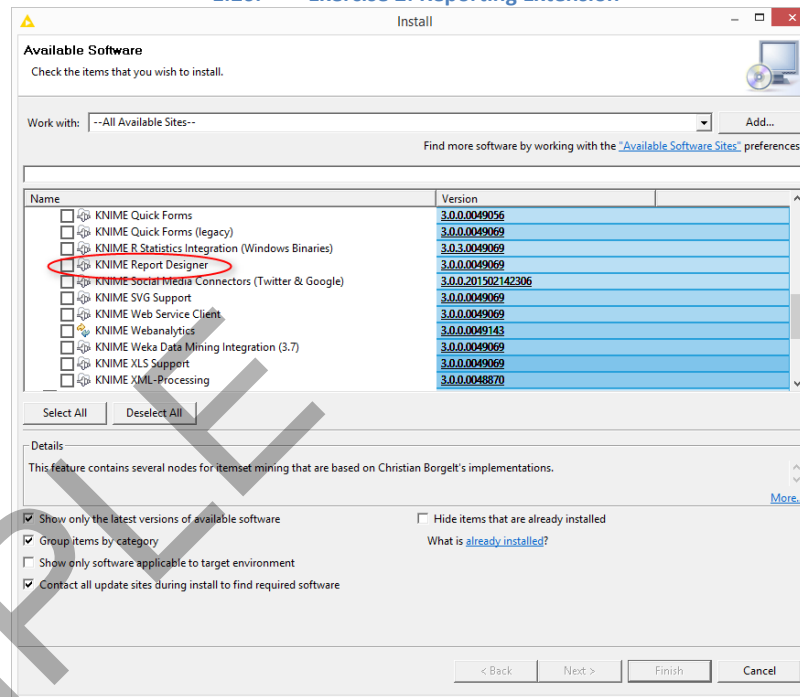 Exercise 2: Reporting Extension
Install
Available Software
Check the items that you wish to install.
Work with: --All Available Sites-- Add...
Find more software by working with the "Available Software Sites" preferences
Name Version
KNIME Quick Forms 3.0.0.0049056
KNIME Quick Forms (legacy) 3.0.0.0049069
KNIME R Statistics Integration (Windows Binaries) 3.0.3.0049069
KNIME Report Designer 3.0.0.0049069
KNIME Social Media Connectors (Twitter & Google) 3.0.0.201502142306
KNIME SVG Support 3.0.0.0049069
KNIME Web Service Client 3.0.0.0049069
KNIME Webanalytics 3.0.0.0049143
KNIME Weka Data Mining Integration (3.7) 3.0.0.0049069
KNIME XLS Support 3.0.0.0049069
KNIME XML-Processing 3.0.0.0048870
Select All Deselect All
Details
This feature contains several nodes for itemset mining that are based on Christian Borgelt's implementations.
More..
Show only the latest versions of available software Hide items that are already installed
Group items by category What is already installed?
Show only software applicable to target environment
Contact all update sites during install to find required software
< Back Next > Finish Cancel
PLE